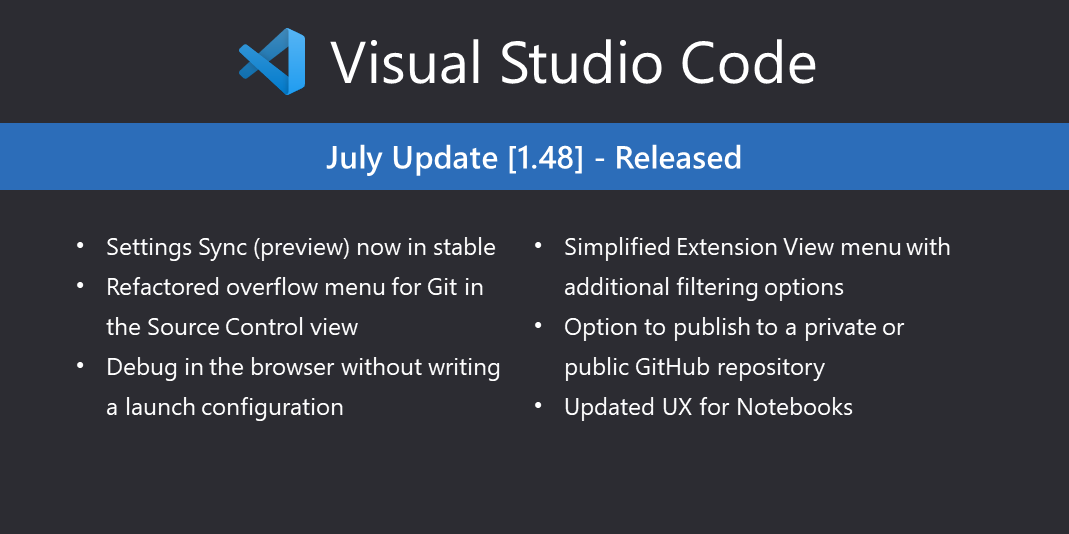 Visual Studio Code
July Update [1.48] - Released
• Settings Sync (preview) now in stable
• Refactored overflow menu for Git in
the Source Control view
• Debug in the browser without writing
a launch configuration
• Simplified Extension View menu with
additional filtering options
• Option to publish to a private or
public GitHub repository
• Updated UX for Notebooks